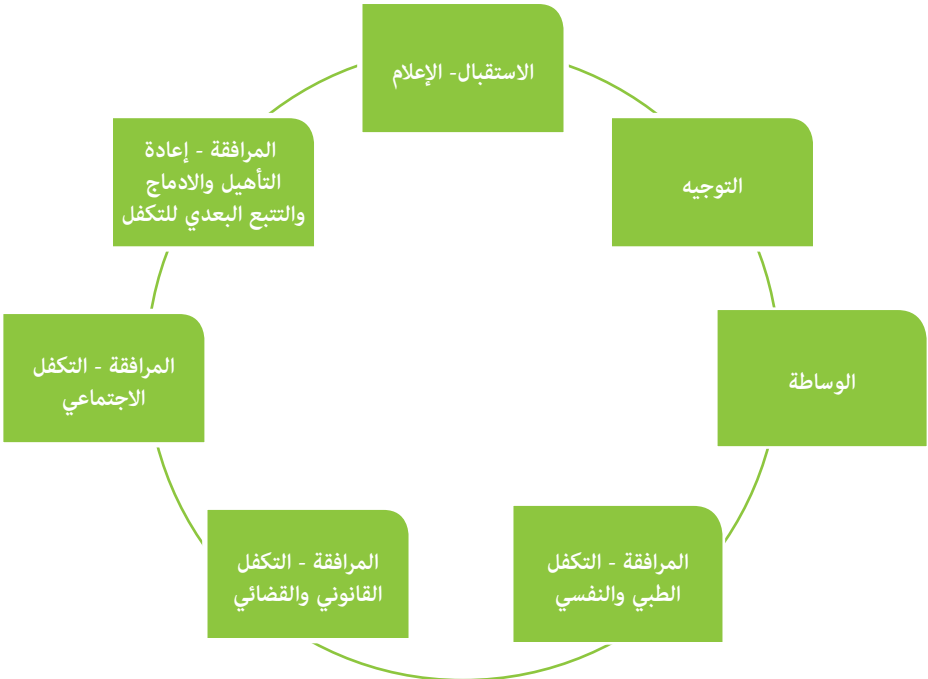 الاستقبال- الإعلام
التوجيه
الوساطة
المرافقة - التكفل
الطبي والنفسي
المرافقة - التكفل
القانوني والقضائي
المرافقة - التكفل
الاجتماعي
المرافقة - إعادة
التأهيل والادماج
والتتبع البعدي للتكفل